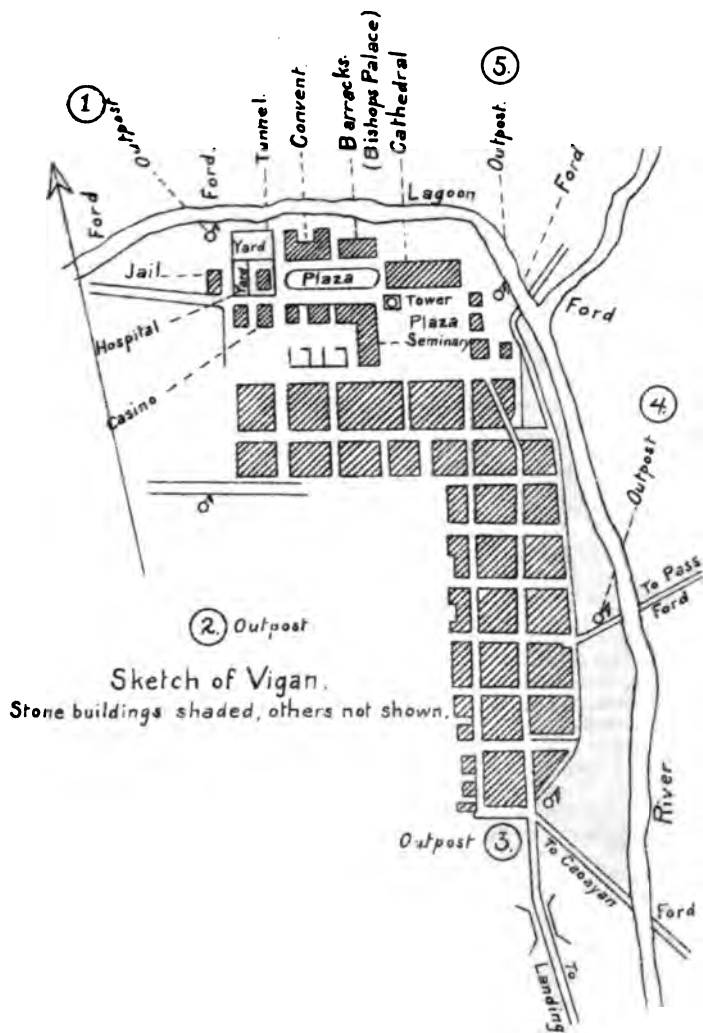 1
Outpost
Ford
Ford.
Tunnel.
Convent.
Barracks.
(Bishops Palace)
Cathedral
5.
Outpost.
Ford
Lagoon
Yard
Jail
Yard
Plaza
Tower
Plaza
Seminary
Ford
Hospital
Casino
4.
Outpost
To Pass
Ford
2. Outpost
Sketch of Vigan.
Stone buildings shaded, others not shown.
River
Outpost 3.
To Caoayan
Ford
To
Landing